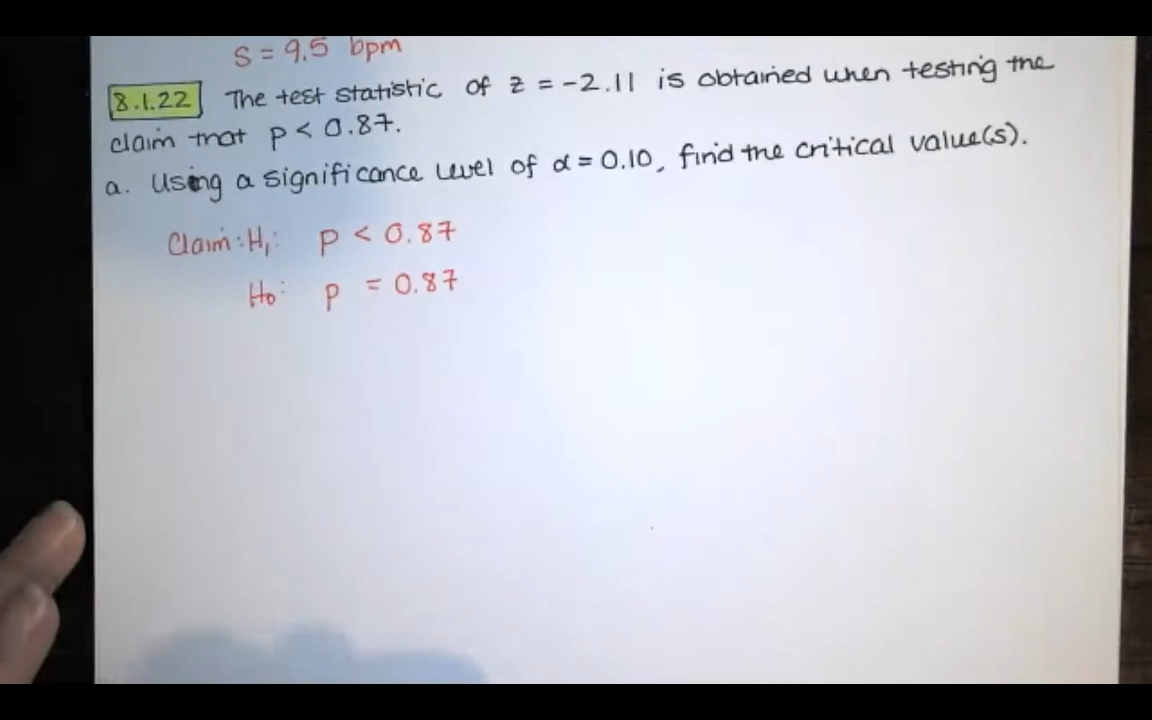 S = 9.5 bpm
8.1.22 The test statistic of z = -2.11 is obtained when testing the
claim that p < 0.87.
a. Using a significance level of α = 0.10, find the critical value(s).
Claim: H₁: p < 0.87
H₀: p = 0.87